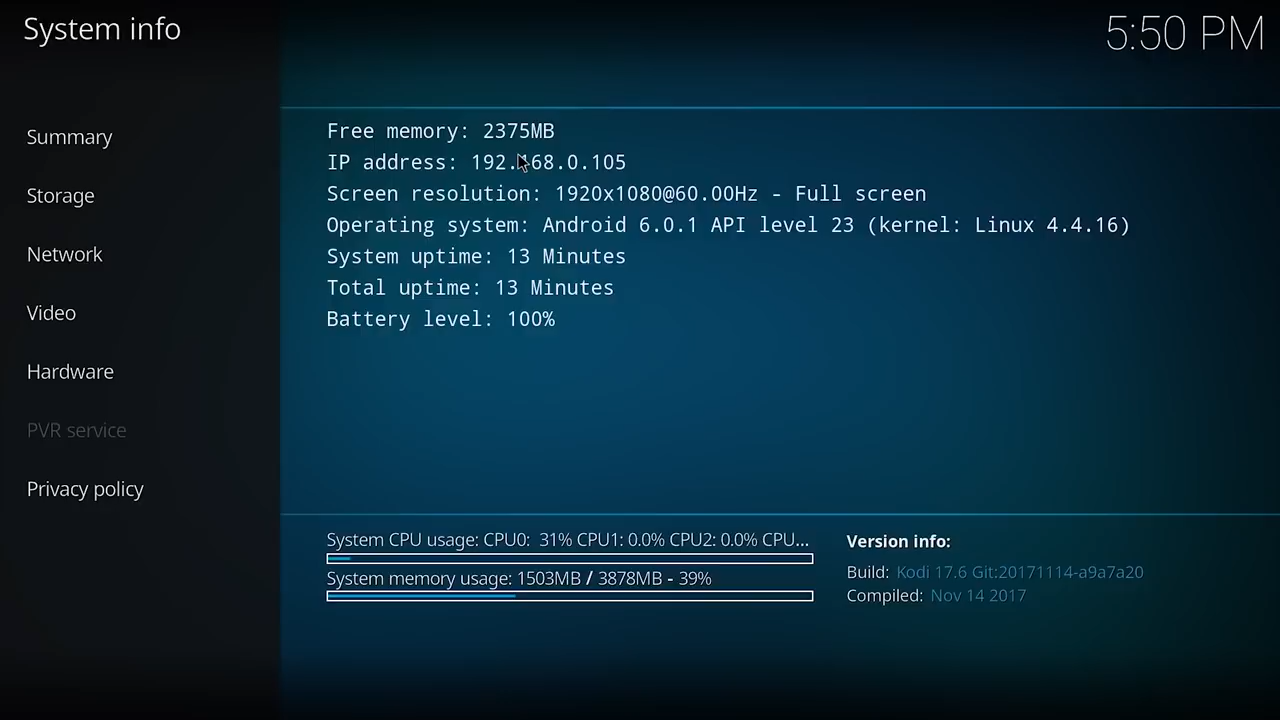 System info
5:50 PM
Summary
Storage
Network
Video
Hardware
PVR service
Privacy policy
Free memory: 2375MB
IP address: 192.168.0.105
Screen resolution: 1920x1080@60.00Hz - Full screen
Operating system: Android 6.0.1 API level 23 (kernel: Linux 4.4.16)
System uptime: 13 Minutes
Total uptime: 13 Minutes
Battery level: 100%
System CPU usage: CPU0: 31% CPU1: 0.0% CPU2: 0.0% CPU...
System memory usage: 1503MB / 3878MB - 39%
Version info:
Build: Kodi 17.6 Git:20171114-a9a7a20
Compiled: Nov 14 2017